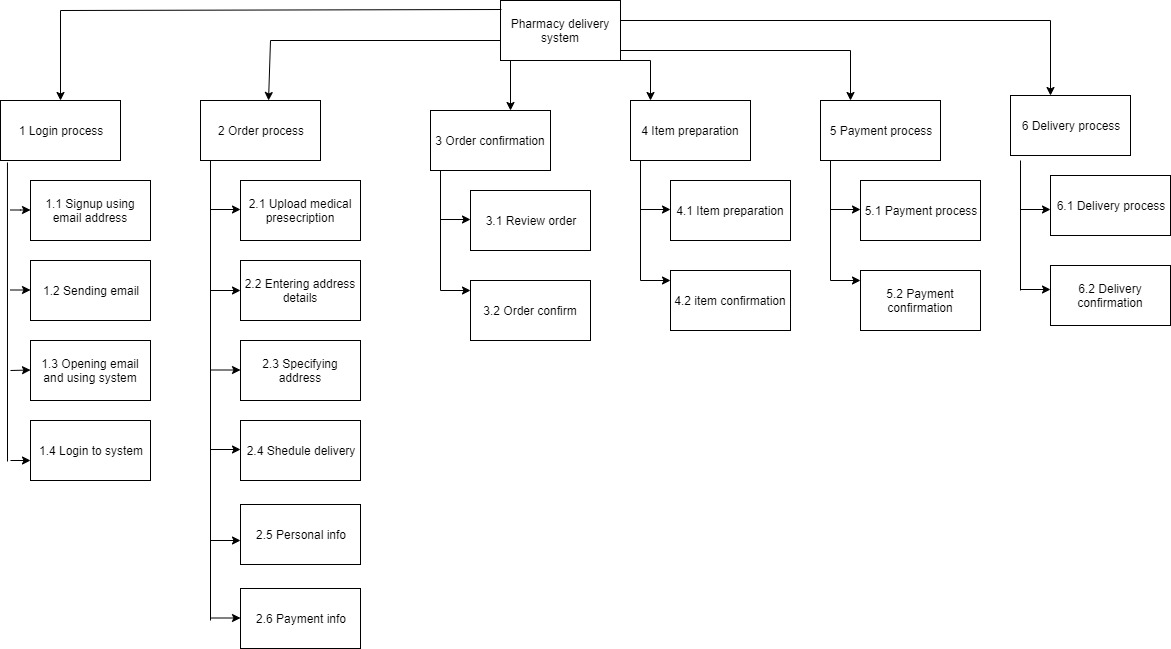 Pharmacy delivery
system
1 Login process
2 Order process
3 Order confirmation
4 Item preparation
5 Payment process
6 Delivery process
1.1 Signup using
email address
1.2 Sending email
1.3 Opening email
and using system
1.4 Login to system
2.1 Upload medical
presecription
2.2 Entering address
details
2.3 Specifying
address
2.4 Shedule delivery
2.5 Personal info
2.6 Payment info
3.1 Review order
3.2 Order confirm
4.1 Item preparation
4.2 item confirmation
5.1 Payment process
5.2 Payment
confirmation
6.1 Delivery process
6.2 Delivery
confirmation